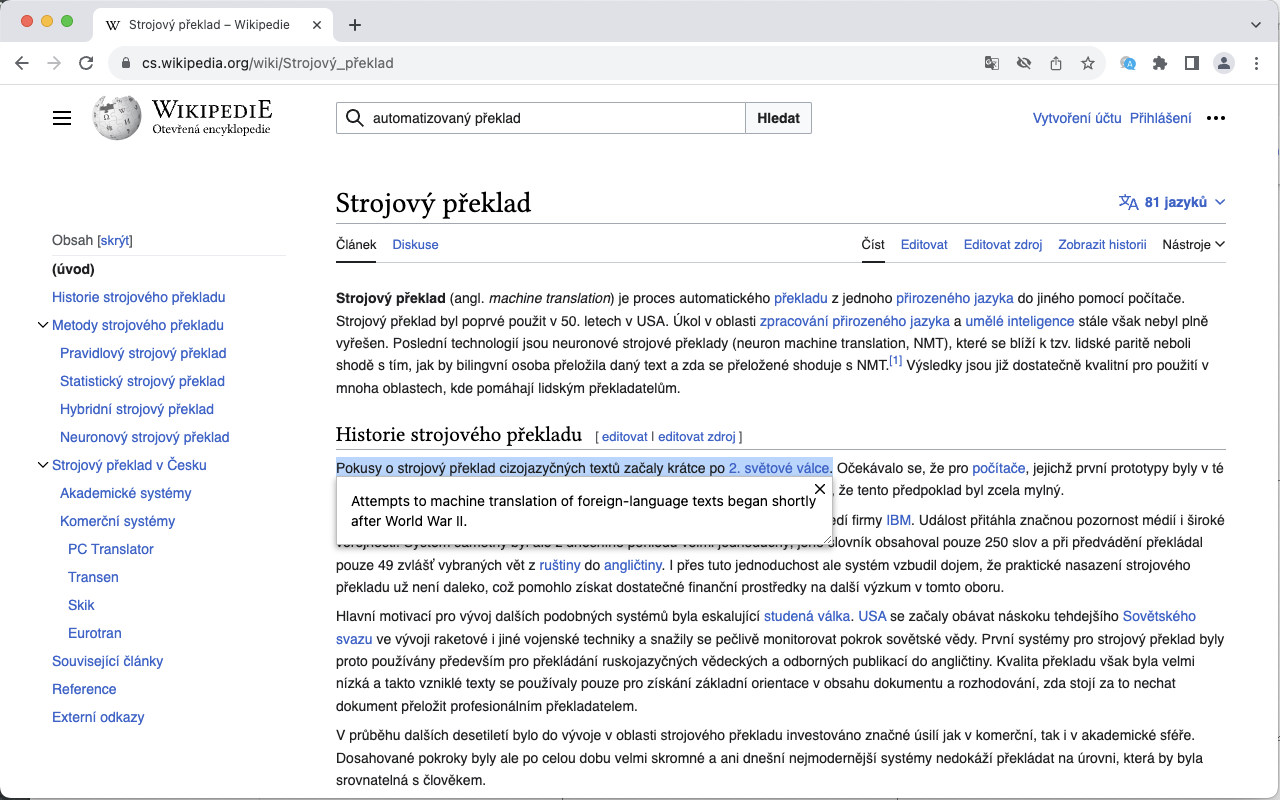 Strojový překlad – Wikipedie
cs.wikipedia.org/wiki/Strojový_překlad
WIKIPEDIE
Otevřená encyklopedie
automatizovaný překlad
Hledat
Vytvoření účtu Přihlášení
Strojový překlad
81 jazyků
Článek Diskuse
Číst Editovat Editovat zdroj Zobrazit historii Nástroje
Obsah [skrýt]
(úvod)
Historie strojového překladu
Metody strojového překladu
Pravidlový strojový překlad
Statistický strojový překlad
Hybridní strojový překlad
Neuronový strojový překlad
Strojový překlad v Česku
Akademické systémy
Komerční systémy
PC Translator
Transen
Skik
Eurotran
Související články
Reference
Externí odkazy
Strojový překlad (angl. machine translation) je proces automatického překladu z jednoho přirozeného jazyka do jiného pomocí počítače.
Strojový překlad byl poprvé použit v 50. letech v USA. Úkol v oblasti zpracování přirozeného jazyka a umělé inteligence stále však nebyl plně
vyřešen. Poslední technologií jsou neuronové strojové překlady (neuron machine translation, NMT), které se blíží k tzv. lidské paritě neboli
shodě s tím, jak by bilingvní osoba přeložila daný text a zda se přeložené shoduje s NMT.[1] Výsledky jsou již dostatečně kvalitní pro použití v
mnoha oblastech, kde pomáhají lidským překladatelům.
Historie strojového překladu [ editovat | editovat zdroj ]
Pokusy o strojový překlad cizojazyčných textů začaly krátce po 2. světové válce. Očekávalo se, že pro počítače, jejichž první prototypy byly v té
že tento předpoklad byl zcela mylný.
Attempts to machine translation of foreign-language texts began shortly
after World War II.
firmy IBM. Událost přitáhla značnou pozornost médií i široké
slovník obsahoval pouze 250 slov a při předvádění překládal
pouze 49 zvlášť vybraných vět z ruštiny do angličtiny. I přes tuto jednoduchost ale systém vzbudil dojem, že praktické nasazení strojového
překladu už není daleko, což pomohlo získat dostatečné finanční prostředky na další výzkum v tomto oboru.
Hlavní motivací pro vývoj dalších podobných systémů byla eskalující studená válka. USA se začaly obávat náskoku tehdejšího Sovětského
svazu ve vývoji raketové i jiné vojenské techniky a snažily se pečlivě monitorovat pokrok sovětské vědy. První systémy pro strojový překlad byly
proto používány především pro překládání ruskojazyčných vědeckých a odborných publikací do angličtiny. Kvalita překladu však byla velmi
nízká a takto vzniklé texty se používaly pouze pro získání základní orientace v obsahu dokumentu a rozhodování, zda stojí za to nechat
dokument přeložit profesionálním překladatelem.
V průběhu dalších desetiletí bylo do vývoje v oblasti strojového překladu investováno značné úsilí jak v komerční, tak i v akademické sféře.
Dosahované pokroky byly ale po celou dobu velmi skromné a ani dnešní nejmodernější systémy nedokáží překládat na úrovni, která by byla
srovnatelná s člověkem.